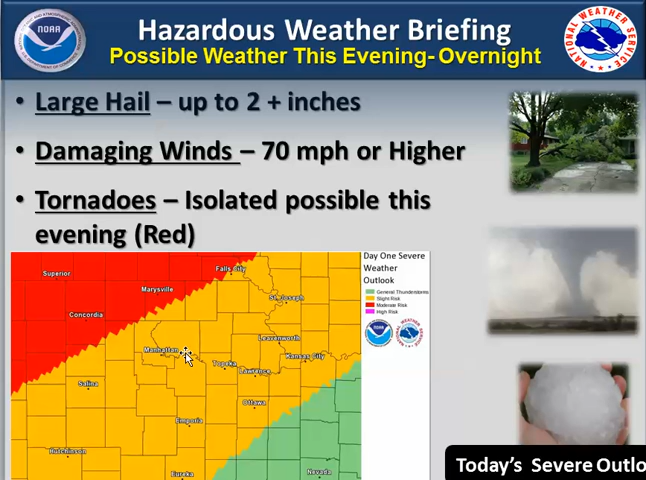 NOAA
Hazardous Weather Briefing
Possible Weather This Evening- Overnight
• Large Hail – up to 2 + inches
• Damaging Winds – 70 mph or Higher
• Tornadoes – Isolated possible this
evening (Red)
Superior
Falls City
Marysville
St. Joseph
Concordia
Leavenworth
Manhattan
Kansas City
Topeka
Lawrence
Salina
Ottawa
Emporia
Hutchinson
Eureka
Nevada
Day One Severe
Weather
Outlook
General Thunderstorms
Slight Risk
Moderate Risk
High Risk
NATIONAL WEATHER SERVICE
Today's Severe Outlo